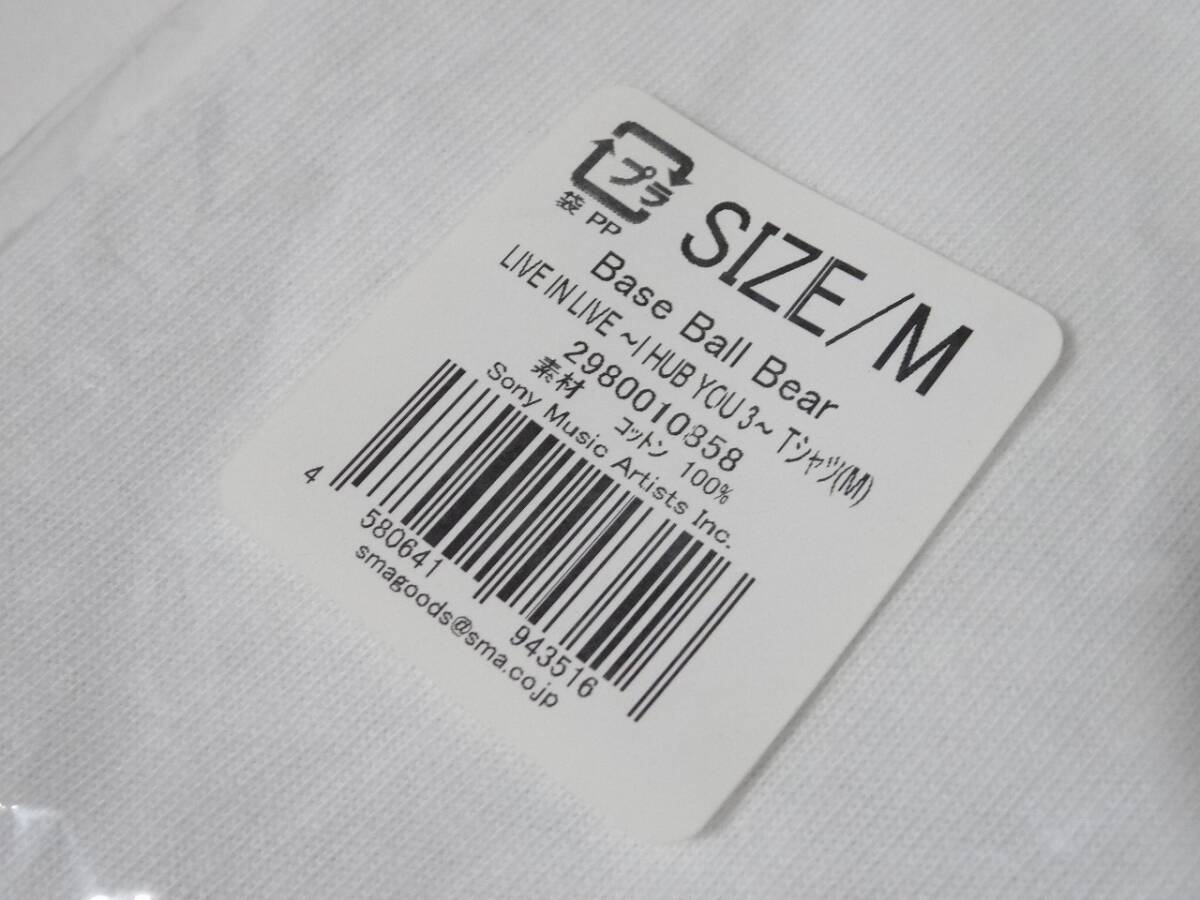 プラ
袋 PP
SIZE/M
Base Ball Bear
LIVE IN LIVE ~I HUB YOU 3~ Tシャツ(M)
2980010858
素材 コットン 100%
Sony Music Artists Inc.
4 580641 943516
smagoods@sma.co.jp